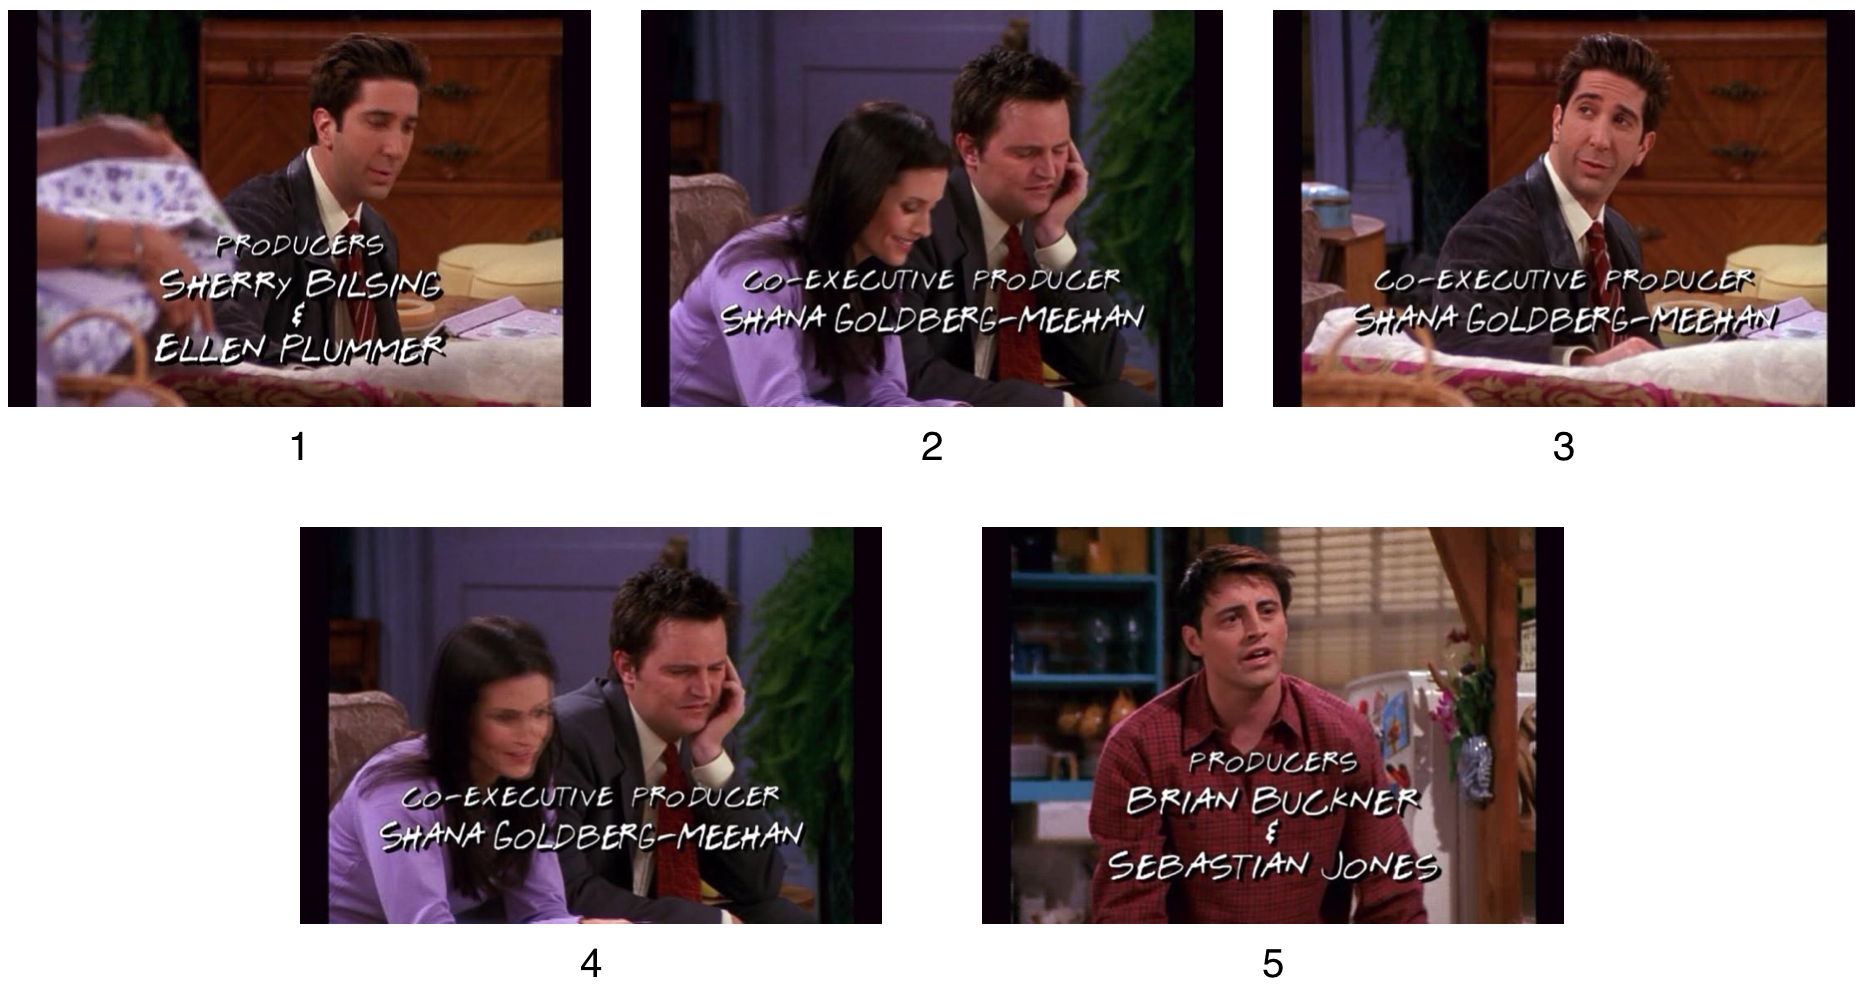 PRODUCERS
SHERRY BILSING
&
ELLEN PLUMMER
1
CO-EXECUTIVE PRODUCER
SHANA GOLDBERG-MEEHAN
2
CO-EXECUTIVE PRODUCER
SHANA GOLDBERG-MEEHAN
3
CO-EXECUTIVE PRODUCER
SHANA GOLDBERG-MEEHAN
4
PRODUCERS
BRIAN BUCKNER
&
SEBASTIAN JONES
5